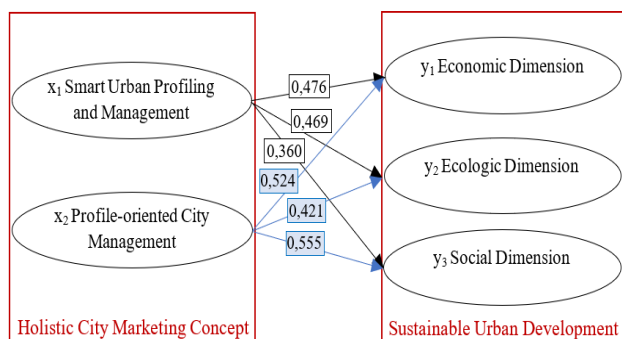 x1 Smart Urban Profiling
and Management
x2 Profile-oriented City
Management
Holistic City Marketing Concept
0,476
0,469
0,360
0,524
0,421
0,555
y1 Economic Dimension
y2 Ecologic Dimension
y3 Social Dimension
Sustainable Urban Development